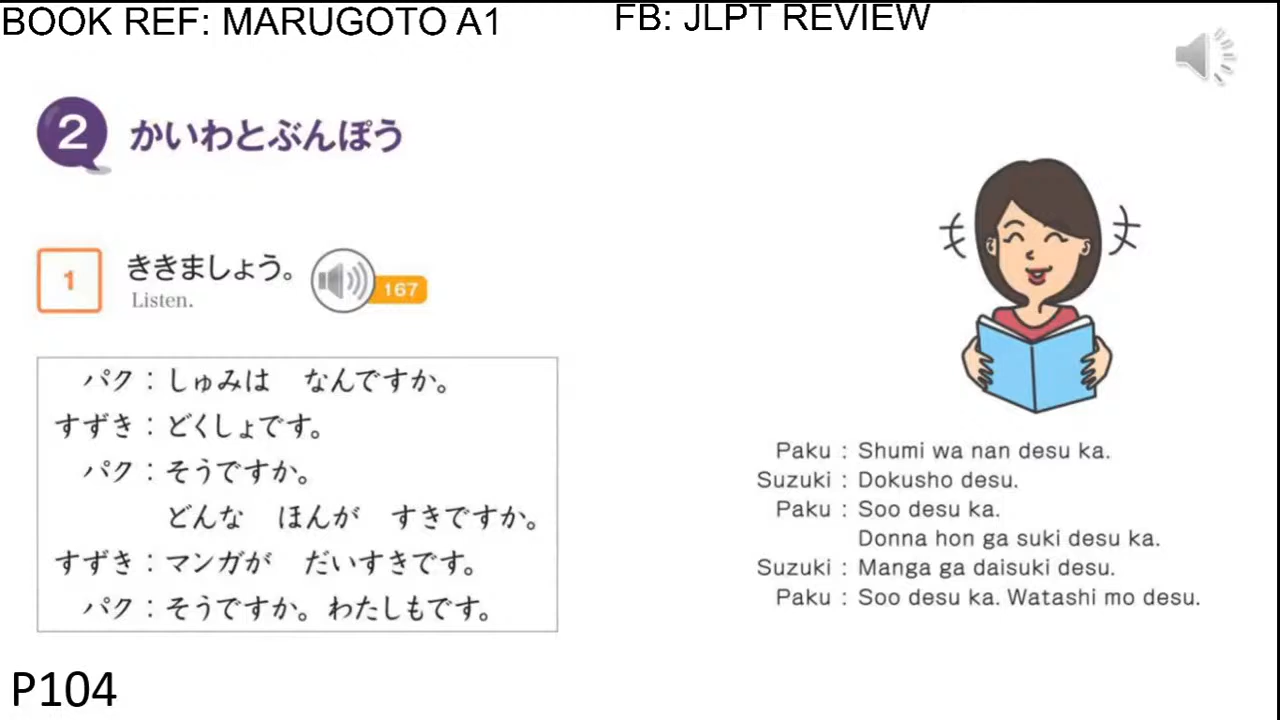 BOOK REF: MARUGOTO A1
FB: JLPT REVIEW
2 かいわとぶんぽう
1 ききましょう。
Listen.
167
パク：しゅみは なんですか。
すずき：どくしょです。
パク：そうですか。
どんな ほんが すきですか。
すずき：マンガが だいすきです。
パク：そうですか。わたしもです。
Paku : Shumi wa nan desu ka.
Suzuki : Dokusho desu.
Paku : Soo desu ka.
Donna hon ga suki desu ka.
Suzuki : Manga ga daisuki desu.
Paku : Soo desu ka. Watashi mo desu.
P104